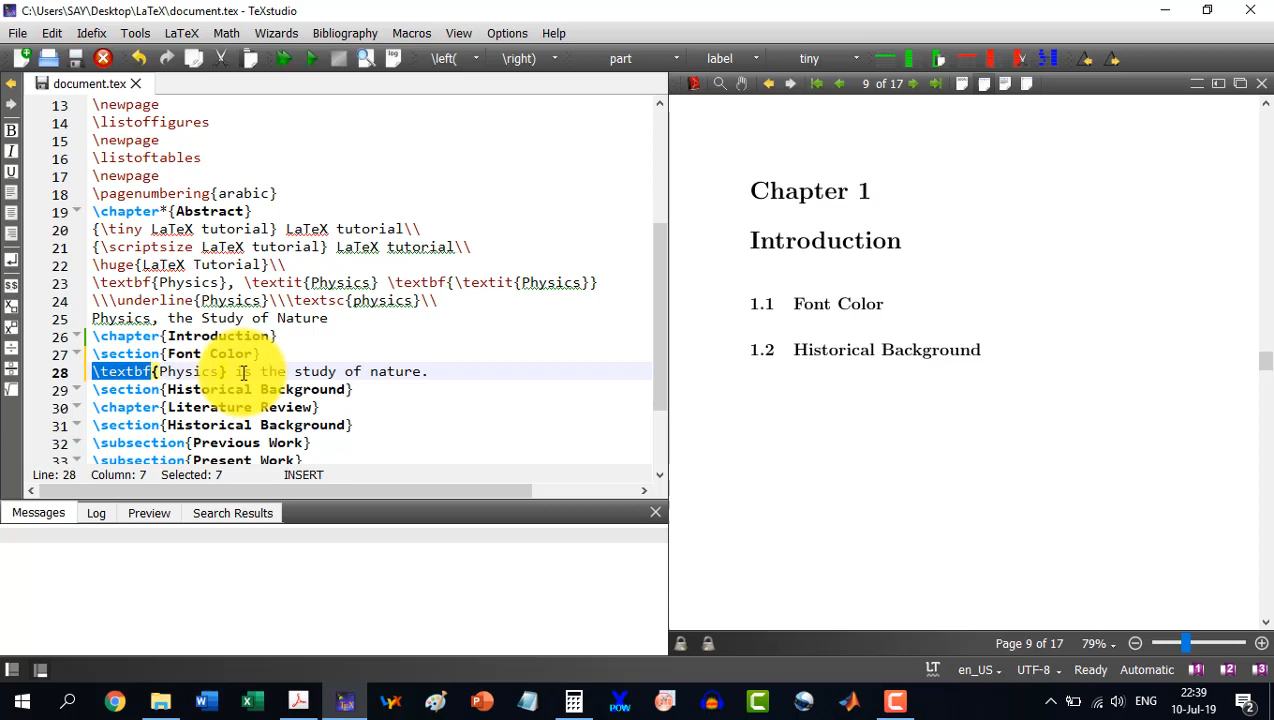 C:\Users\SAY\Desktop\LaTeX\document.tex - TeXstudio
File Edit Idefix Tools LaTeX Math Wizards Bibliography Macros View Options Help
\left( \right) part label tiny
document.tex
9 of 17
13 \newpage
14 \listoffigures
15 \newpage
16 \listoftables
17 \newpage
18 \pagenumbering{arabic}
19 \chapter*{Abstract}
20 {\tiny LaTeX tutorial} LaTeX tutorial\\
21 {\scriptsize LaTeX tutorial} LaTeX tutorial\\
22 \huge{LaTeX Tutorial}\\
23 \textbf{Physics}, \textit{Physics} \textbf{\textit{Physics}}
24 \\\underline{Physics}\\\textsc{physics}\\
25 Physics, the Study of Nature
26 \chapter{Introduction}
27 \section{Font Color}
28 \textbf{Physics} is the study of nature.
29 \section{Historical Background}
30 \chapter{Literature Review}
31 \section{Historical Background}
32 \subsection{Previous Work}
33 \subsection{Present Work}
Line: 28 Column: 7 Selected: 7 INSERT
Messages Log Preview Search Results
Chapter 1
Introduction
1.1 Font Color
1.2 Historical Background
Page 9 of 17 79%
LT en_US UTF-8 Ready Automatic 1 2 3
POW
ENG
22:39
10-Jul-19
2